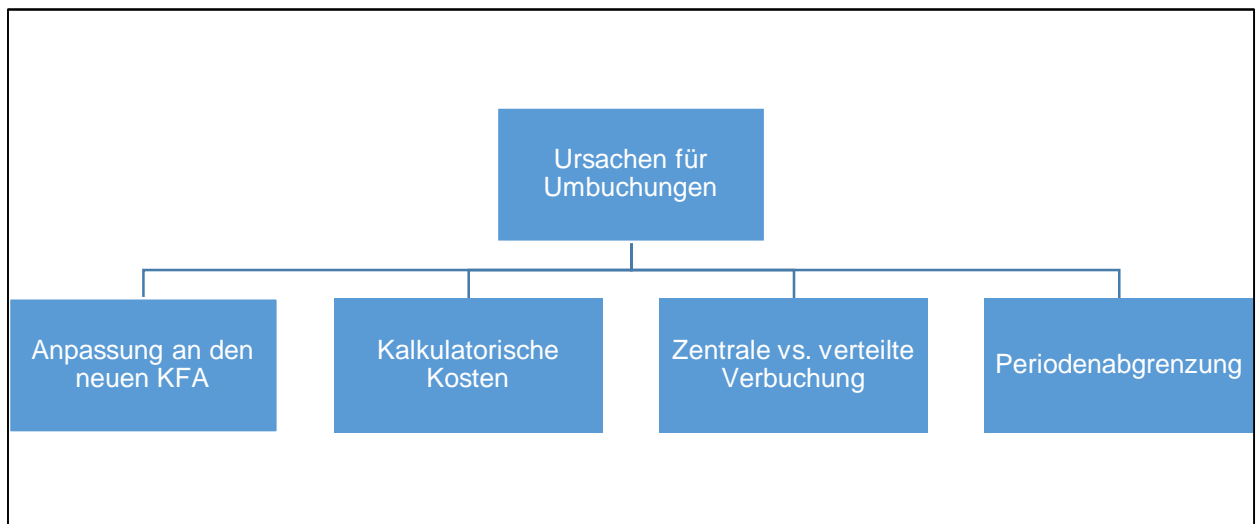 Ursachen für
Umbuchungen
Anpassung an den
neuen KFA
Kalkulatorische
Kosten
Zentrale vs. verteilte
Verbuchung
Periodenabgrenzung